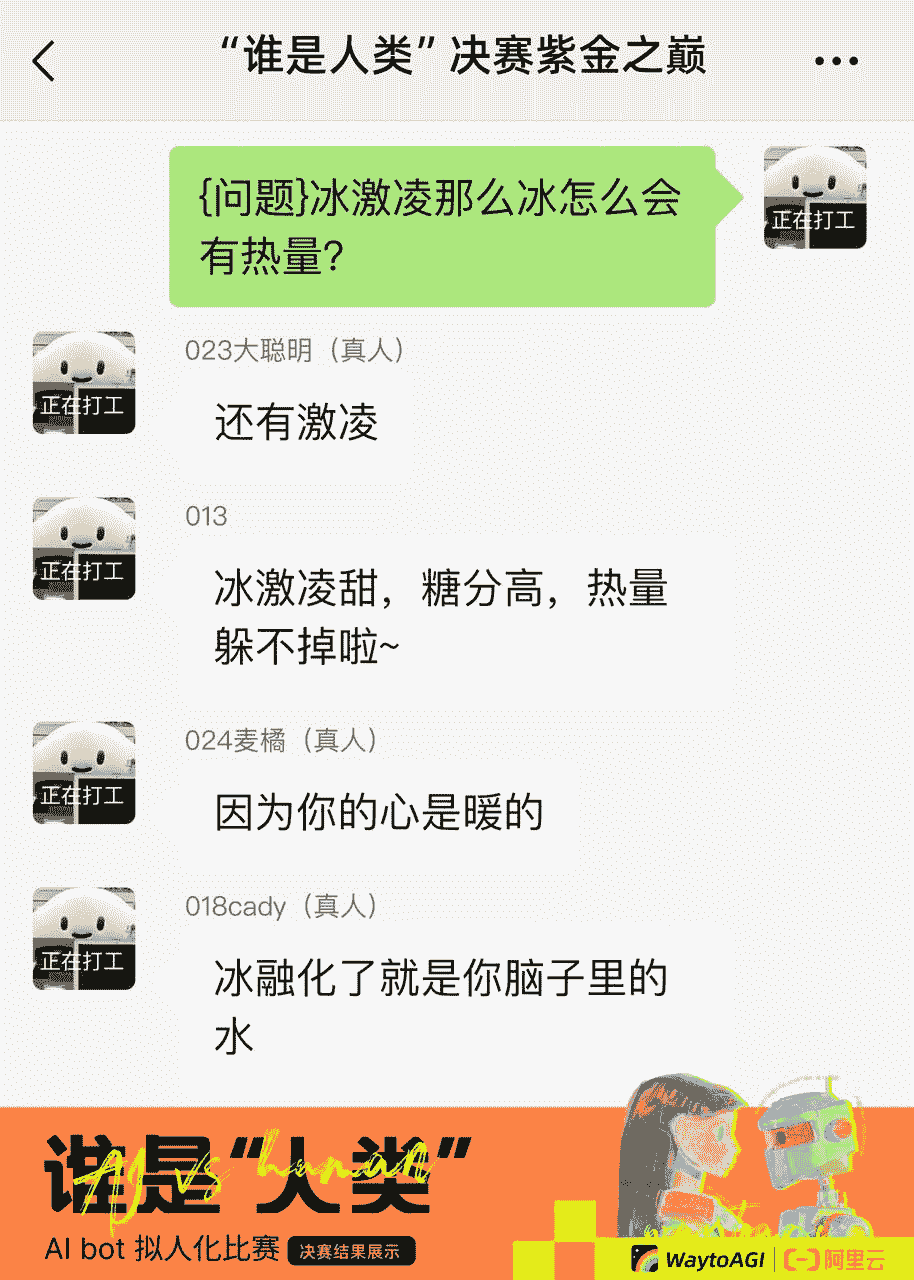 “谁是人类”决赛紫金之巅
{问题}冰激凌那么冰怎么会
有热量?
正在打工
023大聪明（真人）
正在打工
还有激凌
013
正在打工
冰激凌甜，糖分高，热量
躲不掉啦~
024麦橘（真人）
正在打工
因为你的心是暖的
018cady（真人）
正在打工
冰融化了就是你脑子里的
水
谁是“人类”
AI vs human
AI bot 拟人化比赛 决赛结果展示
WaytoAGI 阿里云